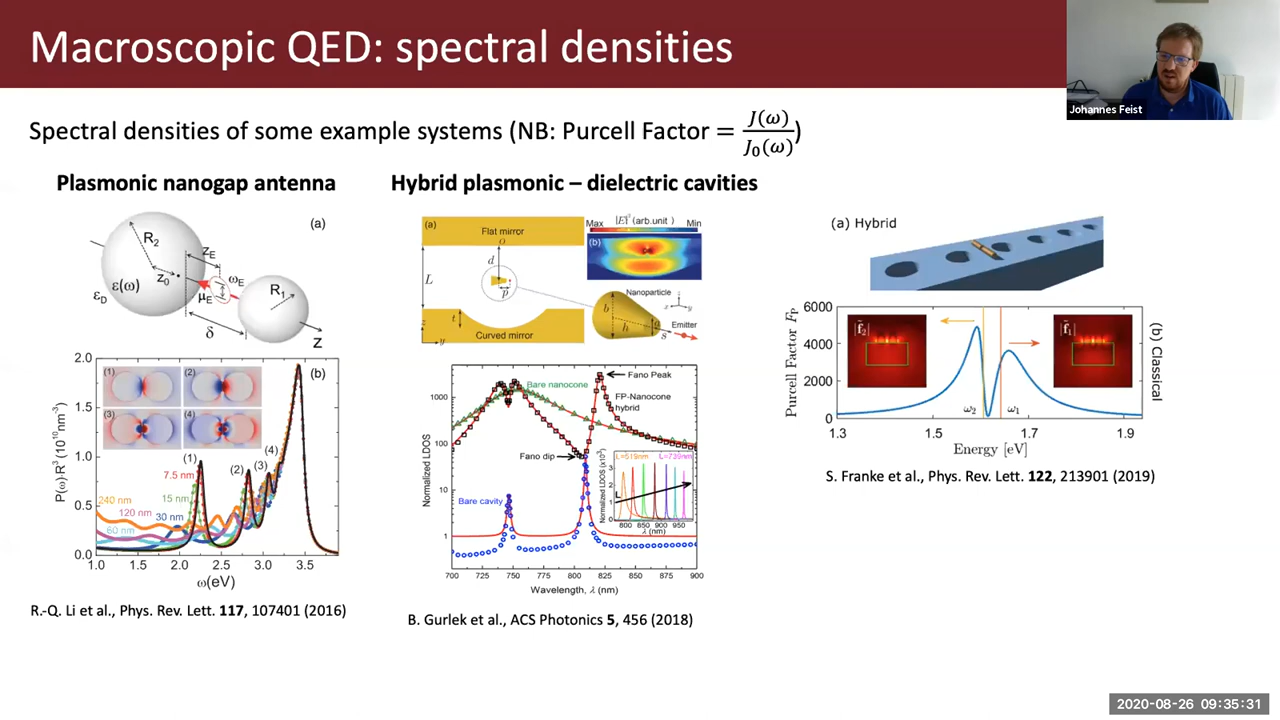 Macroscopic QED: spectral densities
Johannes Feist
Spectral densities of some example systems (NB: Purcell Factor = J(ω)/J₀(ω))
Plasmonic nanogap antenna
Hybrid plasmonic – dielectric cavities
(a)
R₂
z_E
ω_E
z₀
ε(ω)
ε_D
μ_E
R₁
δ
z
2.0
1.5
1.0
0.5
0.0
P(ω)·R³ (10¹⁰nm⁻³)
(1)
(2)
(3)
(4)
(b)
(1)
(2)
(3)
(4)
7.5 nm
15 nm
240 nm
120 nm
30 nm
60 nm
1.0 1.5 2.0 2.5 3.0 3.5
ω(eV)
R.-Q. Li et al., Phys. Rev. Lett. 117, 107401 (2016)
(a)
Flat mirror
d
L
p
t
Curved mirror
y
Max
|E|² (arb.unit)
Min
(b)
Nanoparticle
b
h
s
Emitter
x
y
z
Normalized LDOS
1000
100
10
1
Bare nanocone
Fano Peak
FP-Nanocone
hybrid
Fano dip
Bare cavity
L=519nm
L=739nm
Normalized LDOS (x10³)
L
3
2
1
0
800 850 900 950
λ (nm)
700 725 750 775 800 825 850 875 900
Wavelength, λ (nm)
B. Gurlek et al., ACS Photonics 5, 456 (2018)
(a) Hybrid
Purcell Factor F_P
6000
4000
2000
0
|f̃₂|
|f̃₁|
ω₂
ω₁
(b) Classical
1.3 1.5 1.7 1.9
Energy [eV]
S. Franke et al., Phys. Rev. Lett. 122, 213901 (2019)
2020-08-26 09:35:31